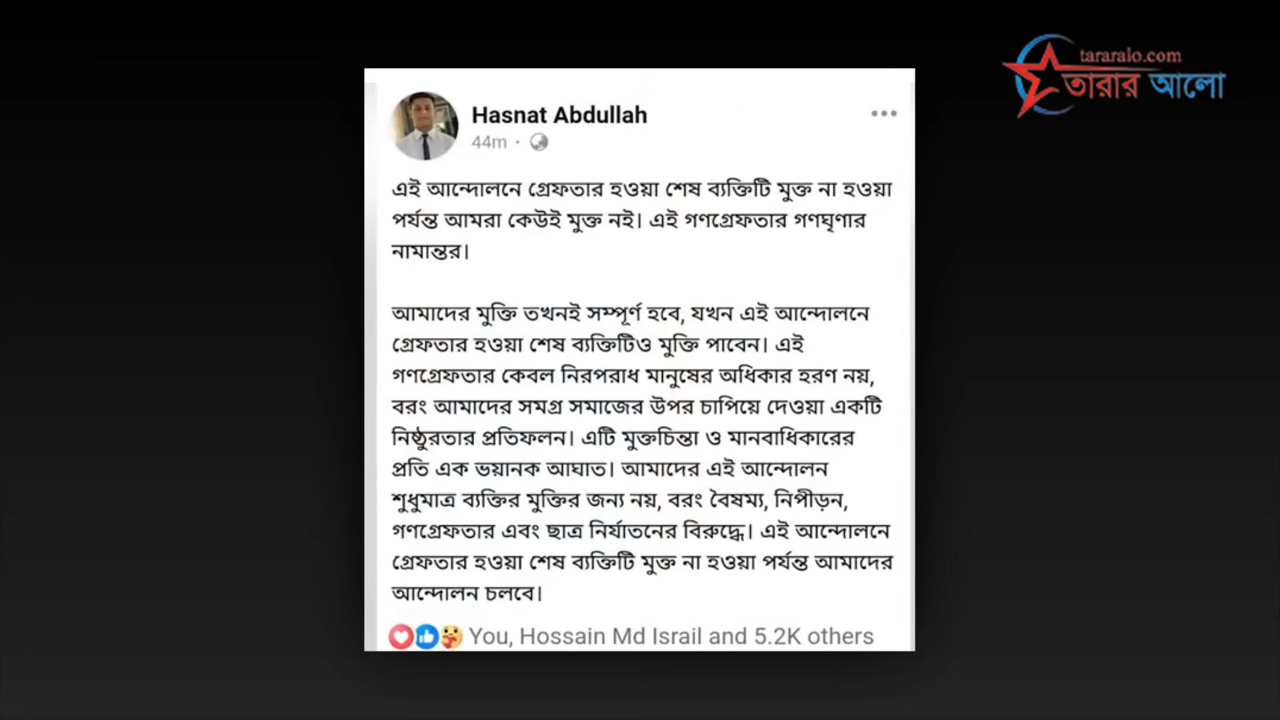 tararalo.com
তারার আলো
Hasnat Abdullah
44m ·
এই আন্দোলনে গ্রেফতার হওয়া শেষ ব্যক্তিটি মুক্ত না হওয়া
পর্যন্ত আমরা কেউই মুক্ত নই। এই গণগ্রেফতার গণঘৃণার
নামান্তর।
আমাদের মুক্তি তখনই সম্পূর্ণ হবে, যখন এই আন্দোলনে
গ্রেফতার হওয়া শেষ ব্যক্তিটিও মুক্তি পাবেন। এই
গণগ্রেফতার কেবল নিরপরাধ মানুষের অধিকার হরণ নয়,
বরং আমাদের সমগ্র সমাজের উপর চাপিয়ে দেওয়া একটি
নিষ্ঠুরতার প্রতিফলন। এটি মুক্তচিন্তা ও মানবাধিকারের
প্রতি এক ভয়ানক আঘাত। আমাদের এই আন্দোলন
শুধুমাত্র ব্যক্তির মুক্তির জন্য নয়, বরং বৈষম্য, নিপীড়ন,
গণগ্রেফতার এবং ছাত্র নির্যাতনের বিরুদ্ধে। এই আন্দোলনে
গ্রেফতার হওয়া শেষ ব্যক্তিটি মুক্ত না হওয়া পর্যন্ত আমাদের
আন্দোলন চলবে।
You, Hossain Md Israil and 5.2K others